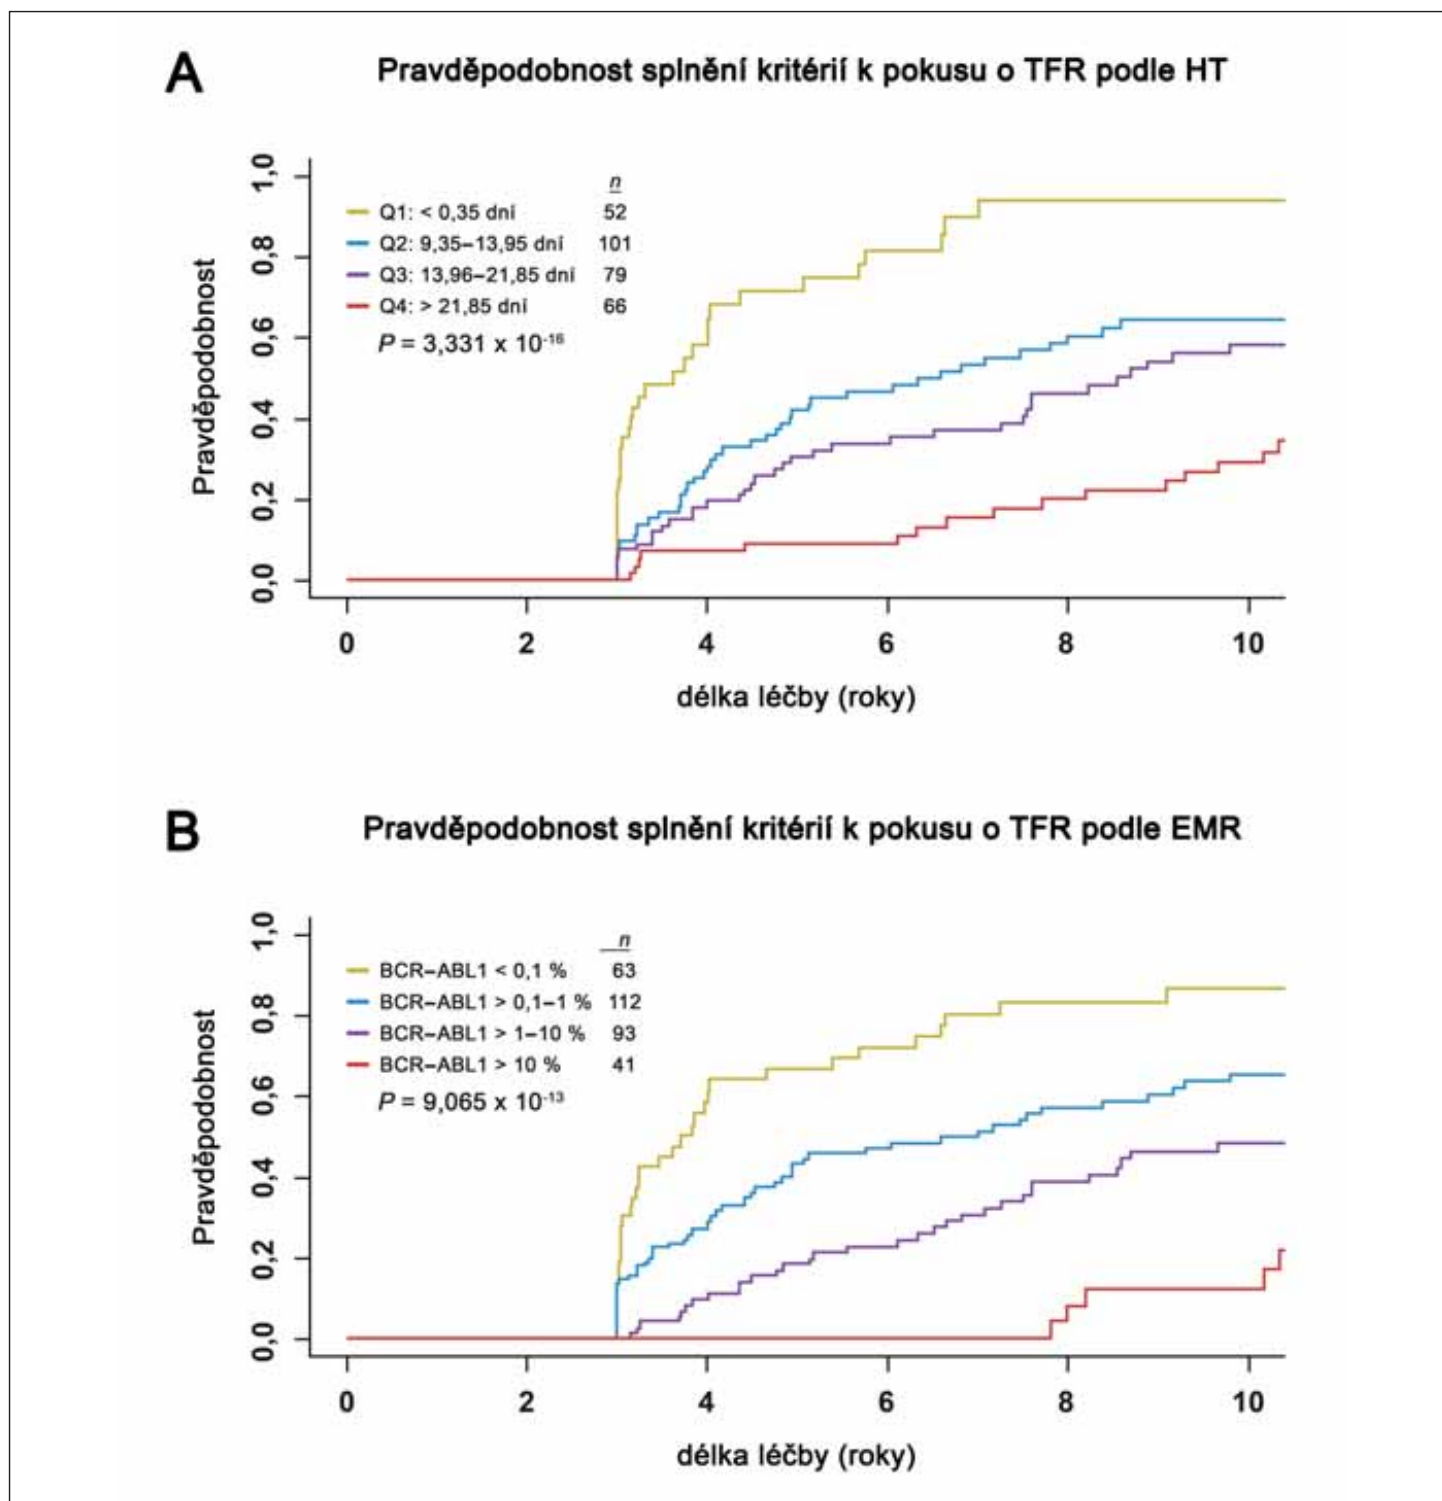 A
Pravděpodobnost splnění kritérií k pokusu o TFR podle HT
n
Q1: < 0,35 dní 52
Q2: 9,35–13,95 dní 101
Q3: 13,96–21,85 dní 79
Q4: > 21,85 dní 66
P = 3,331 x 10-16
Pravděpodobnost
1,0
0,8
0,6
0,4
0,2
0,0
0 2 4 6 8 10
délka léčby (roky)
B
Pravděpodobnost splnění kritérií k pokusu o TFR podle EMR
n
BCR–ABL1 < 0,1 % 63
BCR–ABL1 > 0,1–1 % 112
BCR–ABL1 > 1–10 % 93
BCR–ABL1 > 10 % 41
P = 9,065 x 10-13
Pravděpodobnost
1,0
0,8
0,6
0,4
0,2
0,0
0 2 4 6 8 10
délka léčby (roky)